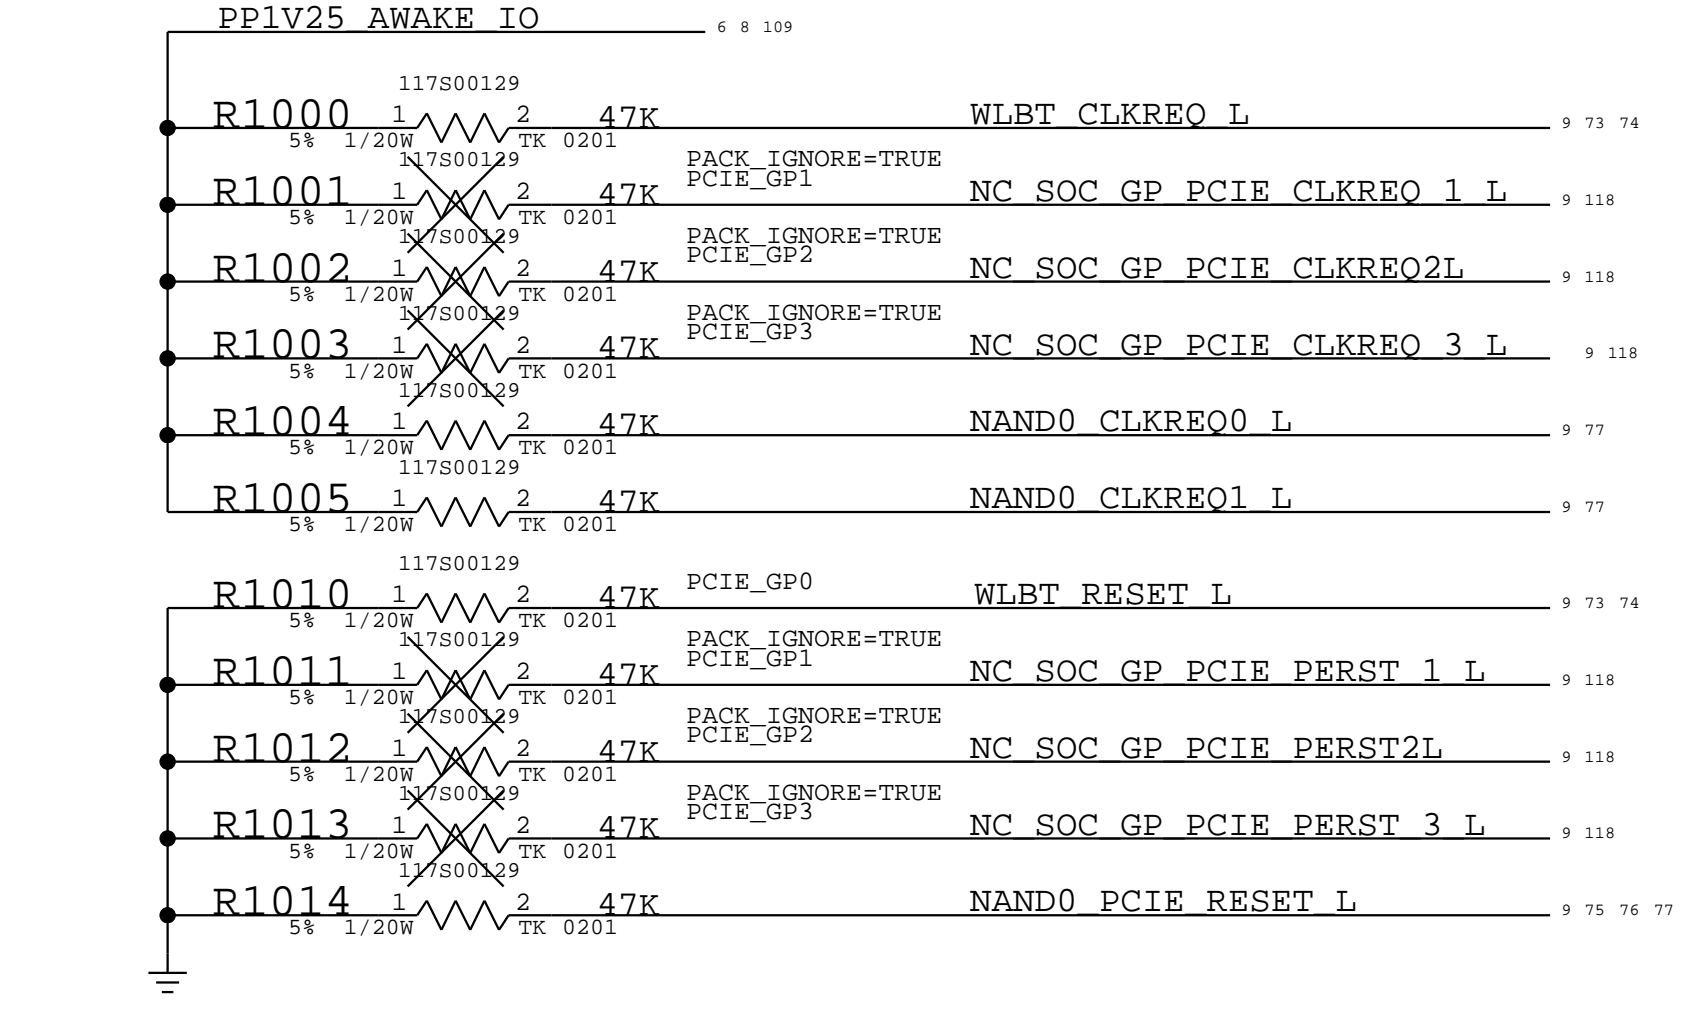 PP1V25_AWAKE_IO 6 8 109
117S00129
R1000 1 2 47K WLBT_CLKREQ_L 9 73 74
5% 1/20W TK 0201
117S00129 PACK_IGNORE=TRUE
PCIE_GP1
R1001 1 2 47K NC_SOC_GP_PCIE_CLKREQ_1_L 9 118
5% 1/20W TK 0201
117S00129 PACK_IGNORE=TRUE
PCIE_GP2
R1002 1 2 47K NC_SOC_GP_PCIE_CLKREQ2L 9 118
5% 1/20W TK 0201
117S00129 PACK_IGNORE=TRUE
PCIE_GP3
R1003 1 2 47K NC_SOC_GP_PCIE_CLKREQ_3_L 9 118
5% 1/20W TK 0201
117S00129
R1004 1 2 47K NAND0_CLKREQ0_L 9 77
5% 1/20W TK 0201
117S00129
R1005 1 2 47K NAND0_CLKREQ1_L 9 77
5% 1/20W TK 0201
117S00129
PCIE_GP0
R1010 1 2 47K WLBT_RESET_L 9 73 74
5% 1/20W TK 0201
117S00129 PACK_IGNORE=TRUE
PCIE_GP1
R1011 1 2 47K NC_SOC_GP_PCIE_PERST_1_L 9 118
5% 1/20W TK 0201
117S00129 PACK_IGNORE=TRUE
PCIE_GP2
R1012 1 2 47K NC_SOC_GP_PCIE_PERST2L 9 118
5% 1/20W TK 0201
117S00129 PACK_IGNORE=TRUE
PCIE_GP3
R1013 1 2 47K NC_SOC_GP_PCIE_PERST_3_L 9 118
5% 1/20W TK 0201
117S00129
R1014 1 2 47K NAND0_PCIE_RESET_L 9 75 76 77
5% 1/20W TK 0201